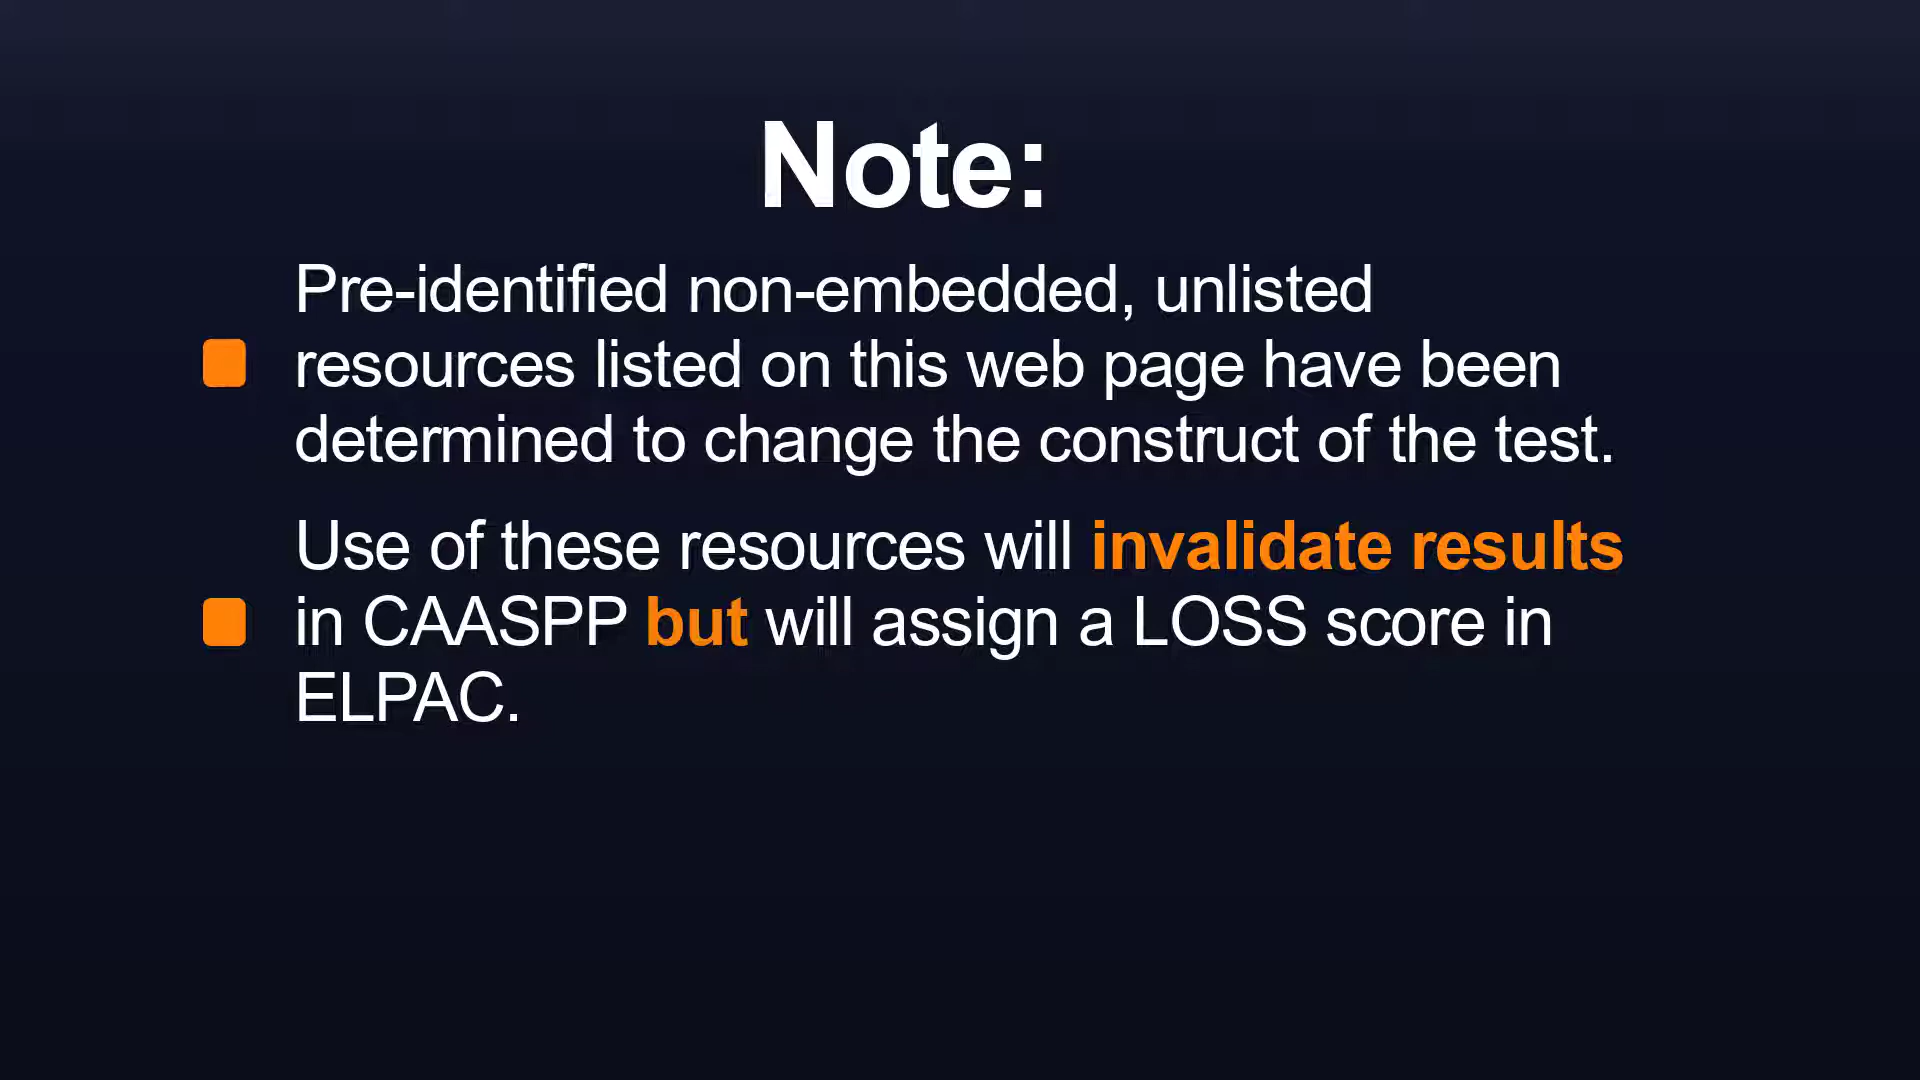 Note:
Pre-identified non-embedded, unlisted
resources listed on this web page have been
determined to change the construct of the test.
Use of these resources will invalidate results
in CAASPP but will assign a LOSS score in
ELPAC.